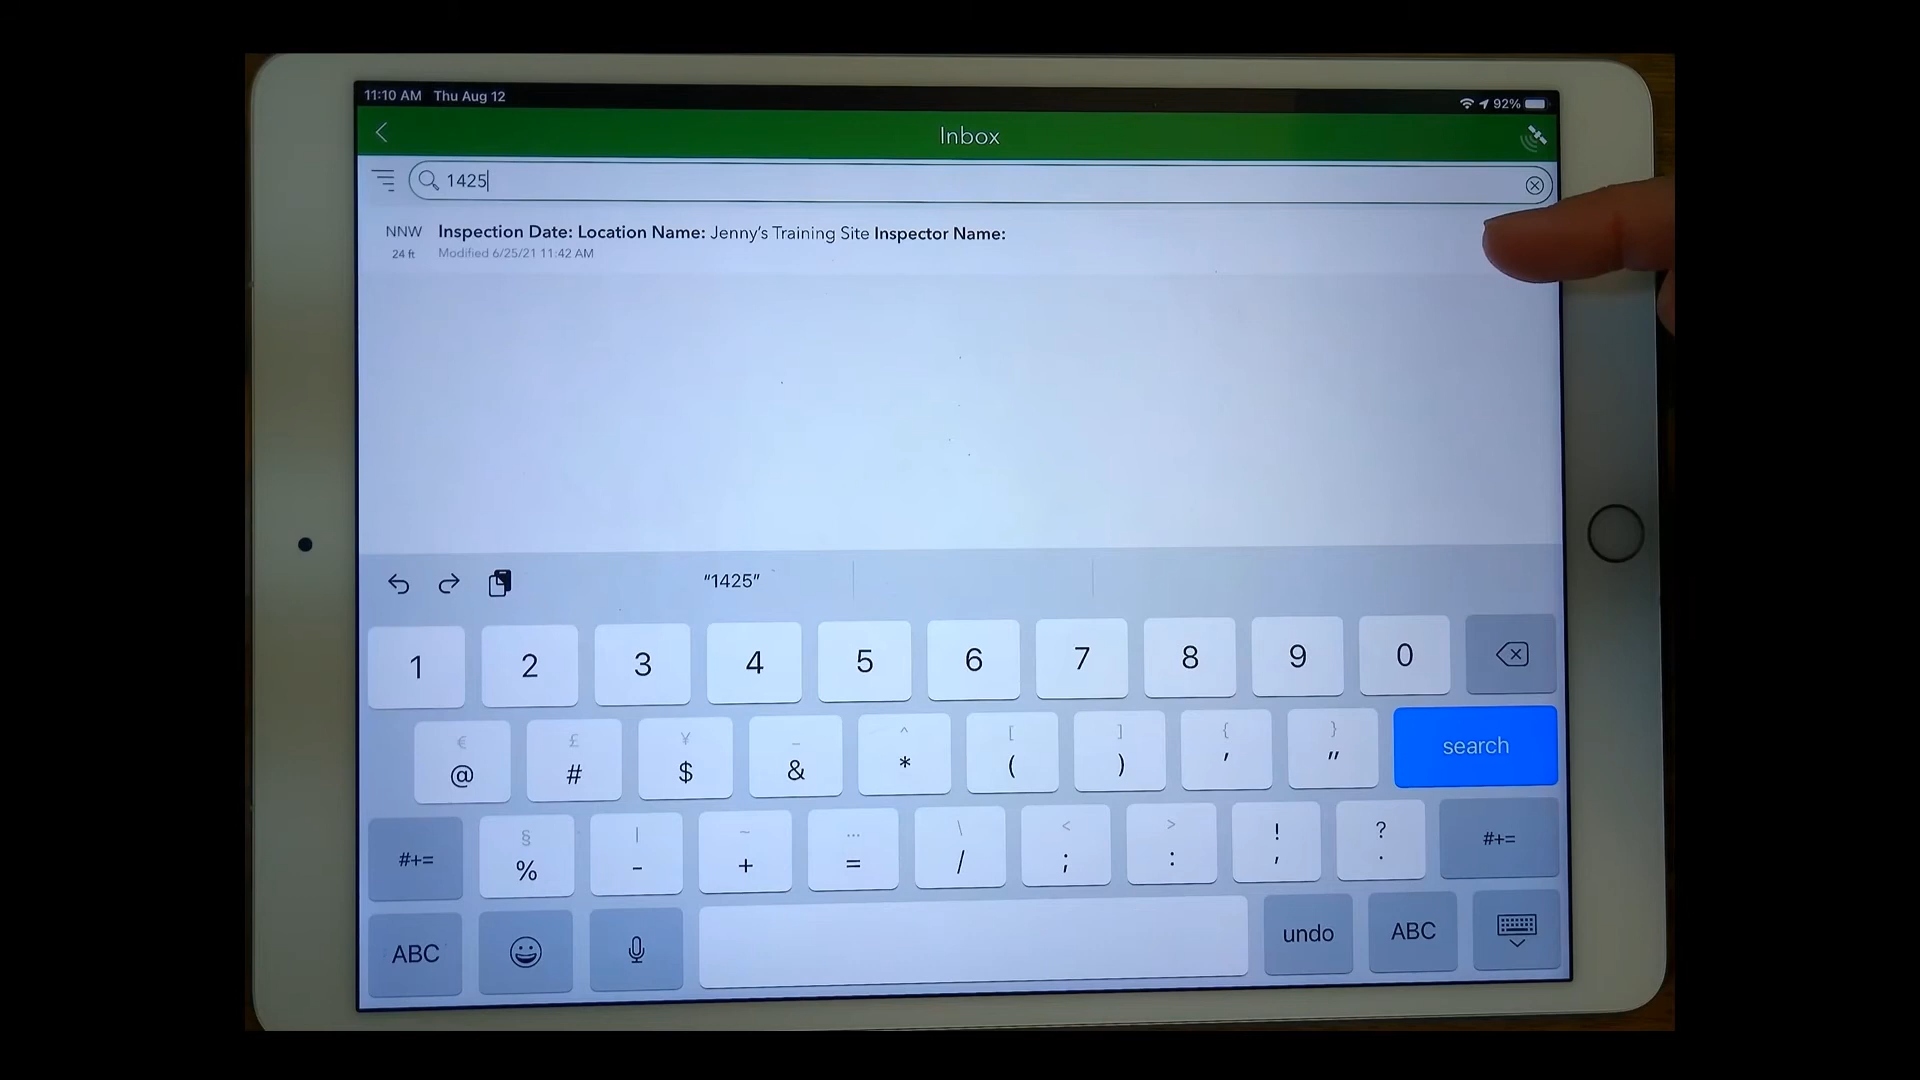 11:10 AM Thu Aug 12
92%
Inbox
1425
NNW Inspection Date: Location Name: Jenny's Training Site Inspector Name:
24 ft Modified 6/25/21 11:42 AM
"1425"
1 2 3 4 5 6 7 8 9 0
€ £ ¥ _ ^ [ ] { }
@ # $ & * ( ) ' " search
§ | ~ … \ < > ! ?
#+= % - + = / ; : , . #+=
ABC undo ABC